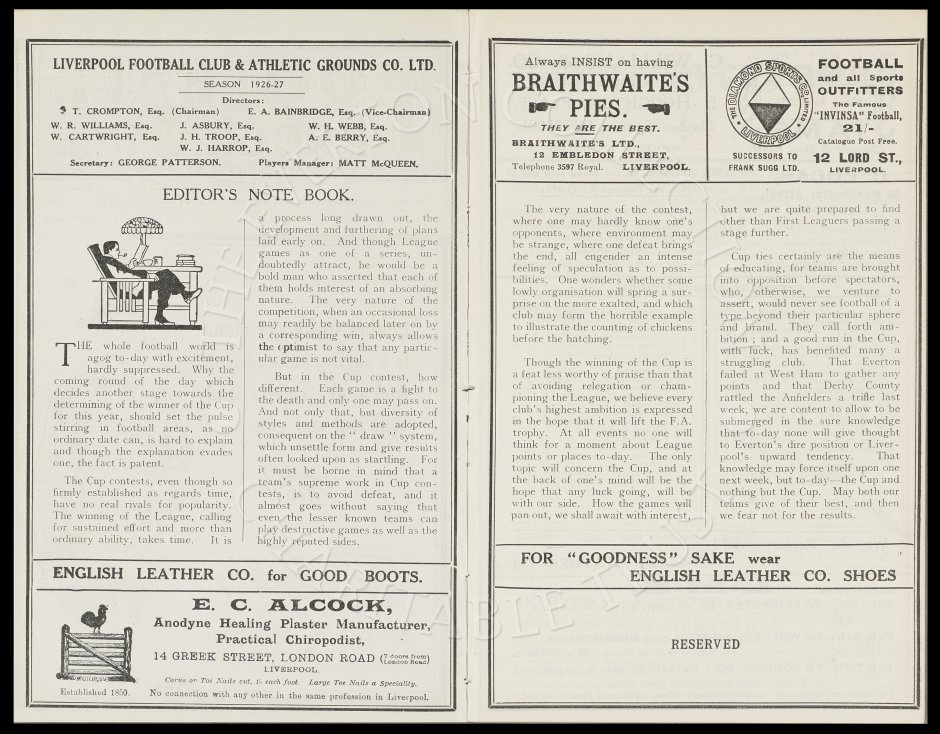 LIVERPOOL FOOTBALL CLUB & ATHLETIC GROUNDS CO. LTD.
SEASON 1926-27
Directors:
T. CROMPTON, Esq. (Chairman) E. A. BAINBRIDGE, Esq. (Vice-Chairman)
W. R. WILLIAMS, Esq. J. ASBURY, Esq. W. H. WEBB, Esq.
W. CARTWRIGHT, Esq. J. H. TROOP, Esq. A. E. BERRY, Esq.
W. J. HARROP, Esq.
Secretary: GEORGE PATTERSON. Players Manager: MATT McQUEEN.
EDITOR'S NOTE BOOK.
THE whole football world is
agog to-day with excitement,
hardly suppressed. Why the
coming round of the day which
decides another stage towards the
determining of the winner of the Cup
for this year, should set the pulse
stirring in football areas, as no
ordinary date can, is hard to explain
and though the explanation evades
one, the fact is patent.
The Cup contests, even though so
firmly established as regards time,
have no real rivals for popularity.
The winning of the League, calling
for sustained effort and more than
ordinary ability, takes time. It is
a process long drawn out, the
development and furthering of plans
laid early on. And though League
games as one of a series, un-
doubtedly attract, he would be a
bold man who asserted that each of
them holds interest of an absorbing
nature. The very nature of the
competition, when an occasional loss
may readily be balanced later on by
a corresponding win, always allows
the optimist to say that any partic-
ular game is not vital.
But in the Cup contest, how
different. Each game is a fight to
the death and only one may pass on.
And not only that, but diversity of
styles and methods are adopted,
consequent on the " draw " system,
which unsettle form and give results
often looked upon as startling. For
it must be borne in mind that a
team's supreme work in Cup con-
tests, is to avoid defeat, and it
almost goes without saying that
even the lesser known teams can
play destructive games as well as the
highly reputed sides.
ENGLISH LEATHER CO. for GOOD BOOTS.
E. C. ALCOCK,
Anodyne Healing Plaster Manufacturer,
Practical Chiropodist,
14 GREEK STREET, LONDON ROAD (7 doors from London Road)
LIVERPOOL.
Corns or Toe Nails cut, each foot Large Toe Nails a Speciality.
Established 1850. No connection with any other in the same profession in Liverpool.
Always INSIST on having
BRAITHWAITE'S
PIES.
THEY ARE THE BEST.
BRAITHWAITE'S LTD.,
12 EMBLEDON STREET,
Telephone 3597 Royal. LIVERPOOL.
THE DIAMOND SPORTS CO. LIMITED
LIVERPOOL
SUCCESSORS TO
FRANK SUGG LTD.
FOOTBALL
and all Sports
OUTFITTERS
The Famous
"INVINSA" Football,
21/-
Catalogue Post Free.
12 LORD ST.,
LIVERPOOL.
The very nature of the contest,
where one may hardly know one's
opponents, where environment may
be strange, where one defeat brings
the end, all engender an intense
feeling of speculation as to possi-
bilities. One wonders whether some
lowly organisation will spring a sur-
prise on the more exalted, and which
club may form the horrible example
to illustrate the counting of chickens
before the hatching.
Though the winning of the Cup is
a feat less worthy of praise than that
of avoiding relegation or cham-
pioning the League, we believe every
club's highest ambition is expressed
in the hope that it will lift the F.A.
trophy. At all events no one will
think for a moment about League
points or places to-day. The only
topic will concern the Cup, and at
the back of one's mind will be the
hope that any luck going, will be
with our side. How the games will
pan out, we shall await with interest,
but we are quite prepared to find
other than First Leaguers passing a
stage further.
Cup ties certainly are the means
of educating, for teams are brought
into opposition before spectators,
who, otherwise, we venture to
assert, would never see football of a
type beyond their particular sphere
and brand. They call forth am-
bition ; and a good run in the Cup,
with luck, has benefited many a
struggling club. That Everton
failed at West Ham to gather any
points and that Derby County
rattled the Anfielders a trifle last
week, we are content to allow to be
submerged in the sure knowledge
that to-day none will give thought
to Everton's dire position or Liver-
pool's upward tendency. That
knowledge may force itself upon one
next week, but to-day—the Cup and
nothing but the Cup. May both our
teams give of their best, and then
we fear not for the results.
FOR "GOODNESS" SAKE wear
ENGLISH LEATHER CO. SHOES
RESERVED